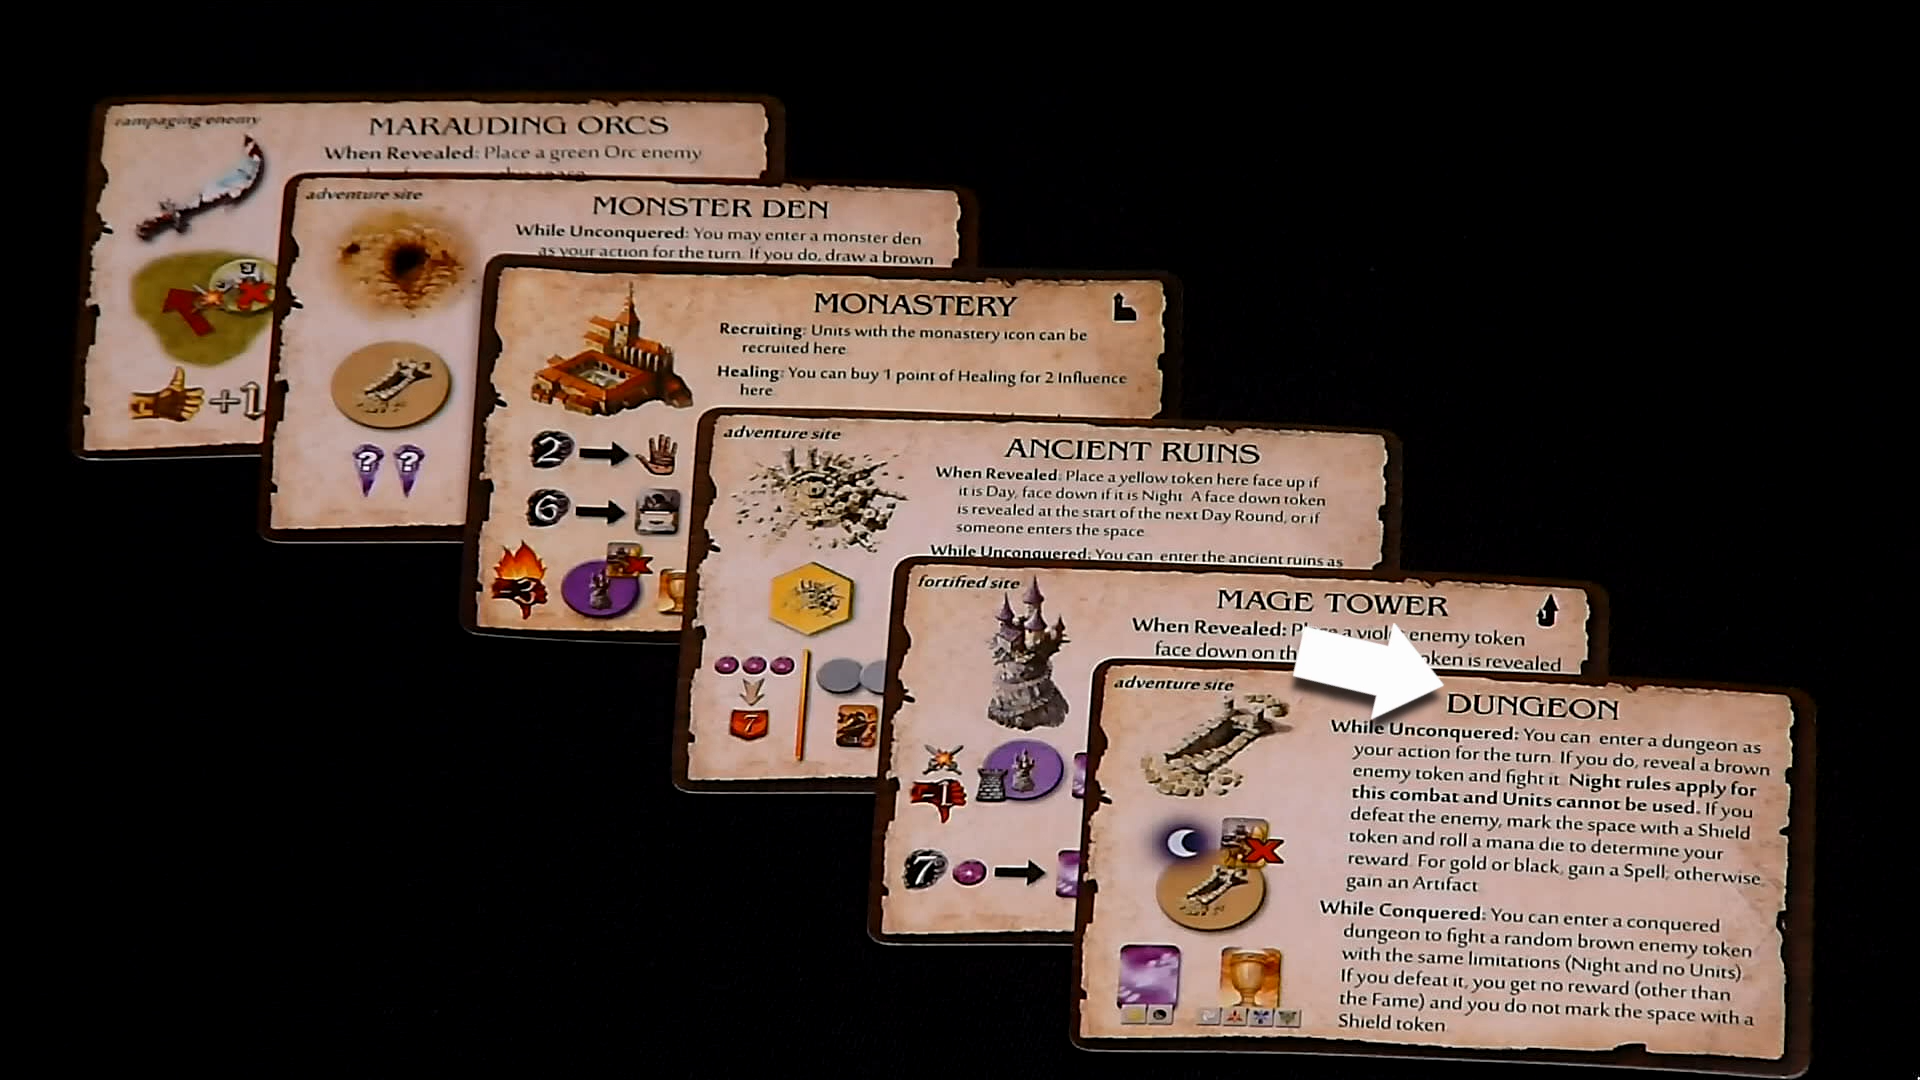 rampaging enemy
MARAUDING ORCS
When Revealed: Place a green Orc enemy
+1
adventure site
MONSTER DEN
While Unconquered: You may enter a monster den
as your action for the turn. If you do, draw a brown
? ?
MONASTERY
Recruiting: Units with the monastery icon can be
recruited here.
Healing: You can buy 1 point of Healing for 2 Influence
here.
2
6
adventure site
ANCIENT RUINS
When Revealed: Place a yellow token here face up if
it is Day, face down if it is Night. A face down token
is revealed at the start of the next Day Round, or if
someone enters the space.
While Unconquered: You can enter the ancient ruins as
7
fortified site
MAGE TOWER
When Revealed: a enemy token
face down on is revealed
-1
7
adventure site
DUNGEON
While Unconquered: You can enter a dungeon as
your action for the turn. If you do, reveal a brown
enemy token and fight it. Night rules apply for
this combat and Units cannot be used. If you
defeat the enemy, mark the space with a Shield
token and roll a mana die to determine your
reward. For gold or black, gain a Spell; otherwise,
gain an Artifact.
While Conquered: You can enter a conquered
dungeon to fight a random brown enemy token
with the same limitations (Night and no Units).
If you defeat it, you get no reward (other than
the Fame) and you do not mark the space with a
Shield token.